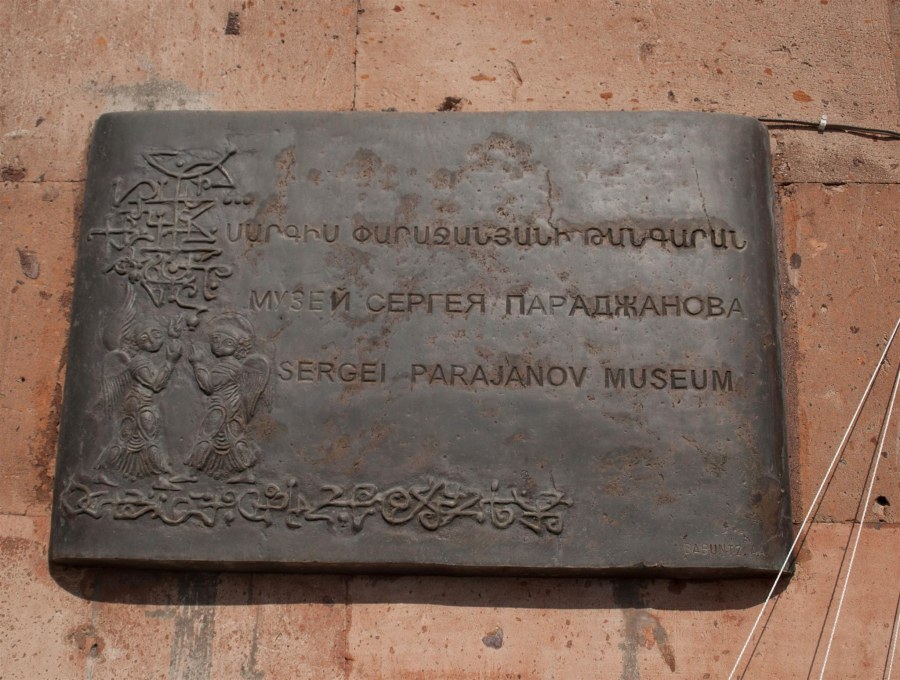 ՍԱՐԳԻՍ ՓԱՐԱՋԱՆՅԱՆԻ ԹԱՆԳԱՐԱՆ
МУЗЕЙ СЕРГЕЯ ПАРАДЖАНОВА
SERGEI PARAJANOV MUSEUM